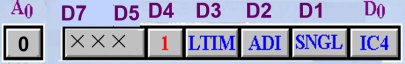 A0 D7 D5 D4 D3 D2 D1 D0
0 ××× 1 LTIM ADI SNGL IC4